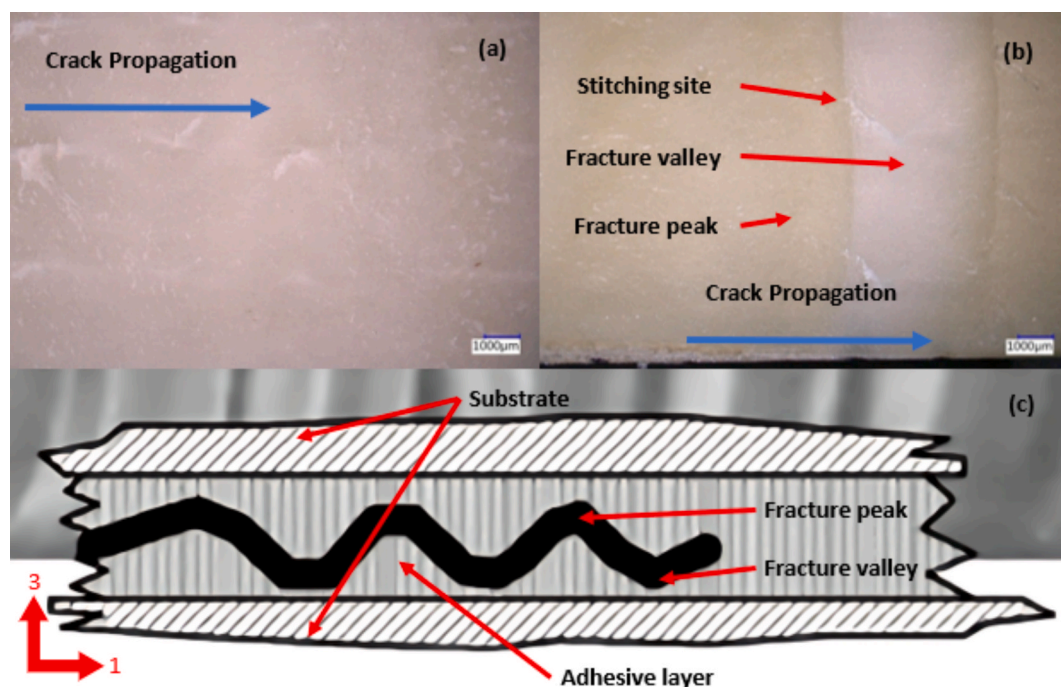 (a)
Crack Propagation
1000µm
(b)
Stitching site
Fracture valley
Fracture peak
Crack Propagation
1000µm
(c)
Substrate
Fracture peak
Fracture valley
Adhesive layer
3
1